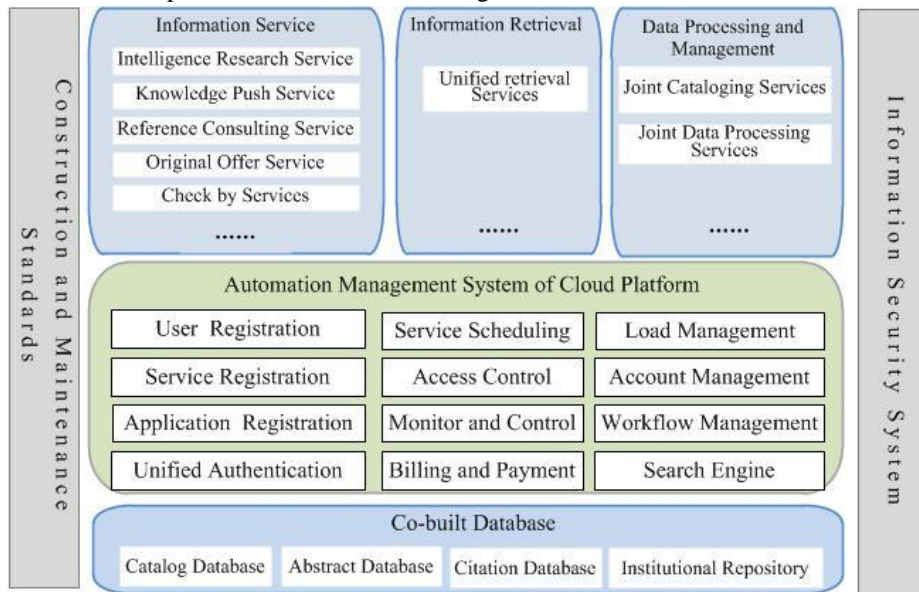 Information Service
Intelligence Research Service
Knowledge Push Service
Reference Consulting Service
Original Offer Service
Check by Services
......
Information Retrieval
Unified retrieval
Services
......
Data Processing and
Management
Joint Cataloging Services
Joint Data Processing
Services
......
Construction and Maintenance
Standards
Information Security System
Automation Management System of Cloud Platform
User Registration
Service Scheduling
Load Management
Service Registration
Access Control
Account Management
Application Registration
Monitor and Control
Workflow Management
Unified Authentication
Billing and Payment
Search Engine
Co-built Database
Catalog Database
Abstract Database
Citation Database
Institutional Repository